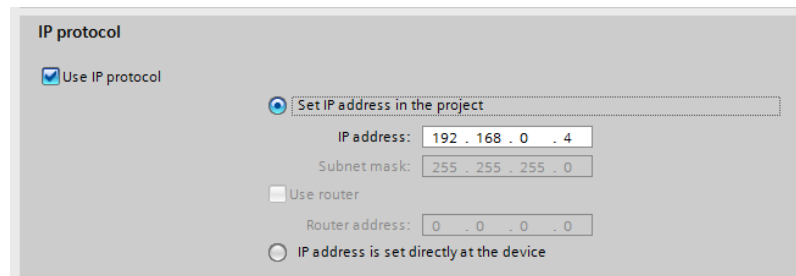 IP protocol
Use IP protocol
Set IP address in the project
IP address: 192 . 168 . 0 . 4
Subnet mask: 255 . 255 . 255 . 0
Use router
Router address: 0 . 0 . 0 . 0
IP address is set directly at the device